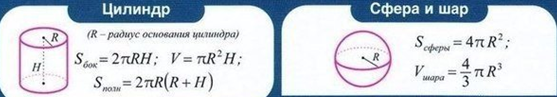 Цилиндр
(R – радиус основания цилиндра)
R
H
Sбок = 2πRH; V = πR²H;
Sполн = 2πR(R + H)
Сфера и шар
R
Sсферы = 4πR²;
Vшара = 4/3 πR³